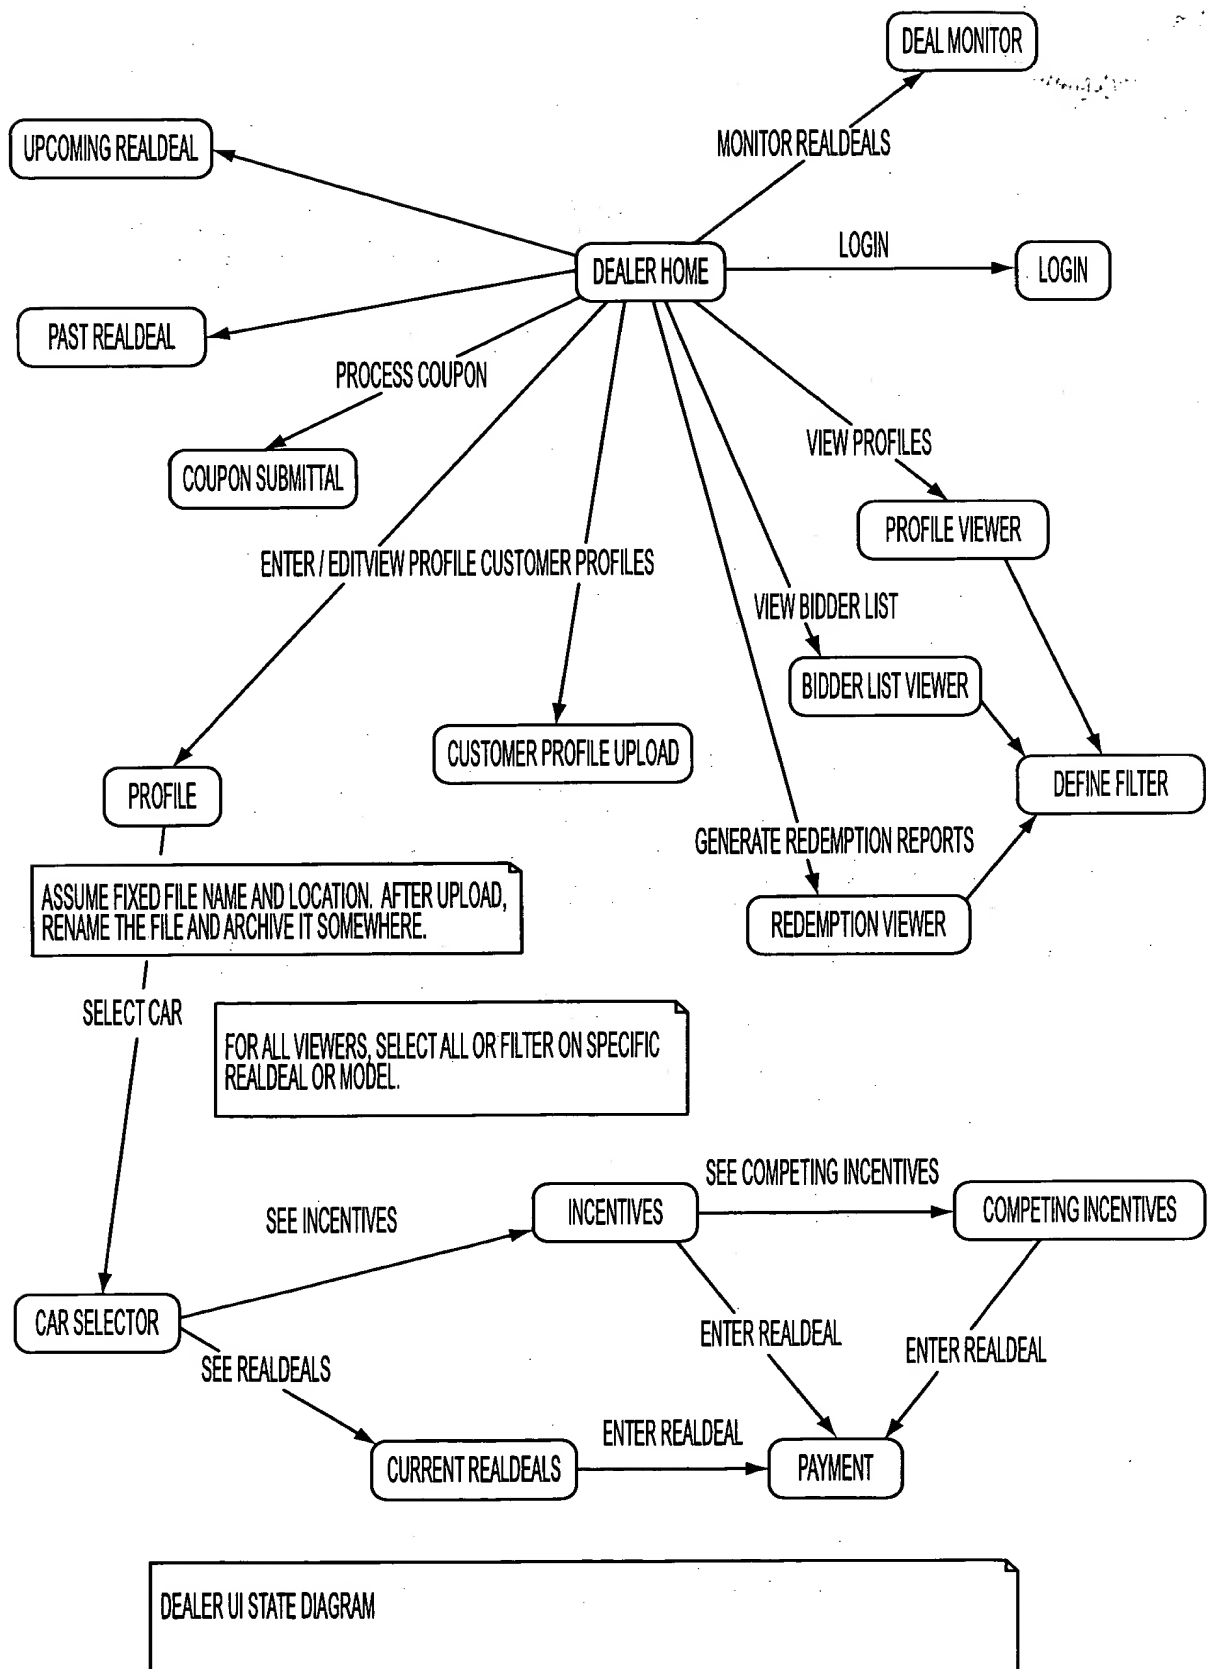 DEAL MONITOR
UPCOMING REALDEAL
MONITOR REALDEALS
LOGIN
DEALER HOME
LOGIN
PAST REALDEAL
PROCESS COUPON
VIEW PROFILES
COUPON SUBMITTAL
PROFILE VIEWER
ENTER / EDITVIEW PROFILE CUSTOMER PROFILES
VIEW BIDDER LIST
BIDDER LIST VIEWER
CUSTOMER PROFILE UPLOAD
DEFINE FILTER
PROFILE
GENERATE REDEMPTION REPORTS
ASSUME FIXED FILE NAME AND LOCATION. AFTER UPLOAD,
RENAME THE FILE AND ARCHIVE IT SOMEWHERE.
REDEMPTION VIEWER
SELECT CAR
FOR ALL VIEWERS, SELECT ALL OR FILTER ON SPECIFIC
REALDEAL OR MODEL.
SEE COMPETING INCENTIVES
SEE INCENTIVES
INCENTIVES
COMPETING INCENTIVES
CAR SELECTOR
ENTER REALDEAL
ENTER REALDEAL
SEE REALDEALS
ENTER REALDEAL
CURRENT REALDEALS
PAYMENT
DEALER UI STATE DIAGRAM